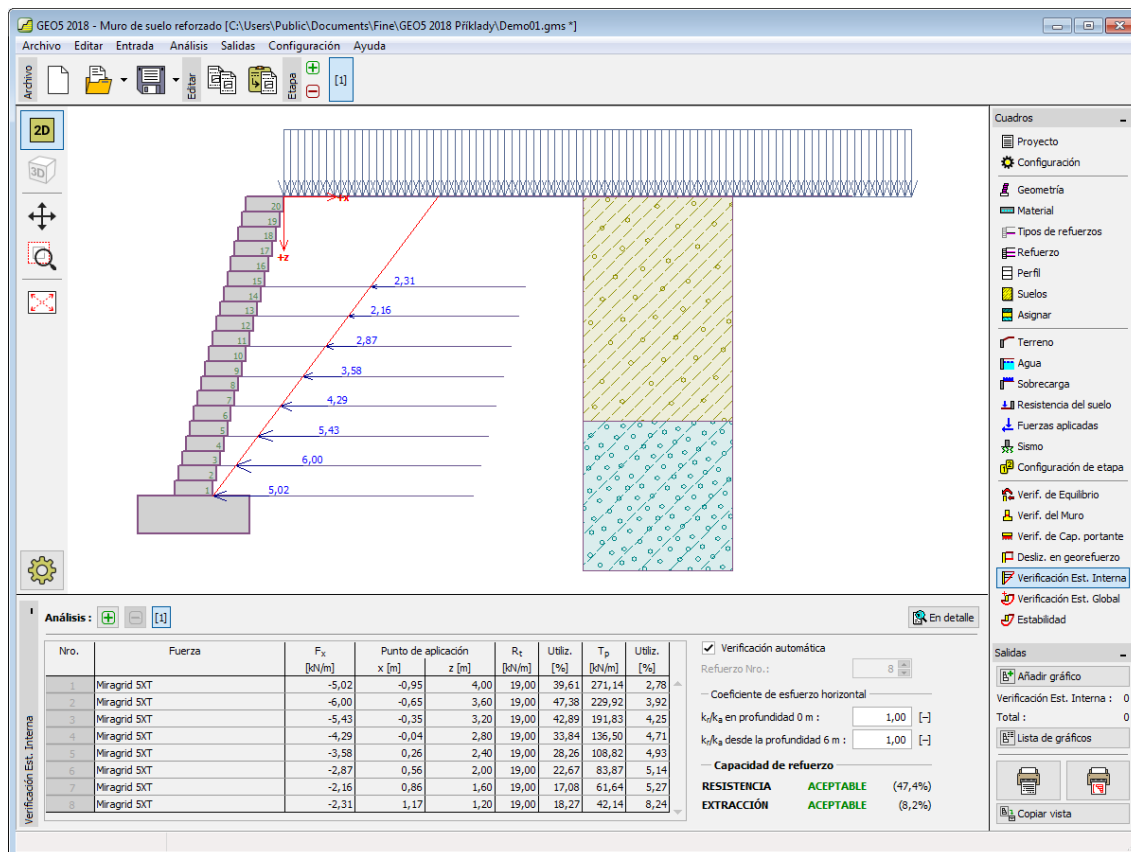 GEO5 2018 - Muro de suelo reforzado [C:\Users\Public\Documents\Fine\GEO5 2018 Příklady\Demo01.gms *]
Archivo Editar Entrada Análisis Salidas Configuración Ayuda
Archivo
Editar
Etapa
[1]
2D
3D
+x
+z
20
19
18
17
16
15
14
13
12
11
10
9
8
7
6
5
4
3
2
1
2,31
2,16
2,87
3,58
4,29
5,43
6,00
5,02
Cuadros
Proyecto
Configuración
Geometría
Material
Tipos de refuerzos
Refuerzo
Perfil
Suelos
Asignar
Terreno
Agua
Sobrecarga
Resistencia del suelo
Fuerzas aplicadas
Sismo
Configuración de etapa
Verif. de Equilibrio
Verif. del Muro
Verif. de Cap. portante
Desliz. en georefuerzo
Verificación Est. Interna
Verificación Est. Global
Estabilidad
Salidas
Añadir gráfico
Verificación Est. Interna : 0
Total : 0
Lista de gráficos
Copiar vista
Verificación Est. Interna
Análisis : [1] En detalle
Nro. Fuerza Fx Punto de aplicación Rt Utiliz. Tp Utiliz.
[kN/m] x [m] z [m] [kN/m] [%] [kN/m] [%]
1 Miragrid 5XT -5,02 -0,95 4,00 19,00 39,61 271,14 2,78
2 Miragrid 5XT -6,00 -0,65 3,60 19,00 47,38 229,92 3,92
3 Miragrid 5XT -5,43 -0,35 3,20 19,00 42,89 191,83 4,25
4 Miragrid 5XT -4,29 -0,04 2,80 19,00 33,84 136,50 4,71
5 Miragrid 5XT -3,58 0,26 2,40 19,00 28,26 108,82 4,93
6 Miragrid 5XT -2,87 0,56 2,00 19,00 22,67 83,87 5,14
7 Miragrid 5XT -2,16 0,86 1,60 19,00 17,08 61,64 5,27
8 Miragrid 5XT -2,31 1,17 1,20 19,00 18,27 42,14 8,24
Verificación automática
Refuerzo Nro.: 8
Coeficiente de esfuerzo horizontal
kr/ka en profundidad 0 m : 1,00 [–]
kr/ka desde la profundidad 6 m : 1,00 [–]
Capacidad de refuerzo
RESISTENCIA ACEPTABLE (47,4%)
EXTRACCIÓN ACEPTABLE (8,2%)